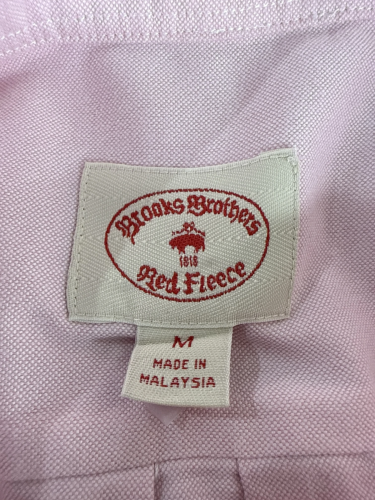 Brooks Brothers
1818
Red Fleece
M
MADE IN
MALAYSIA